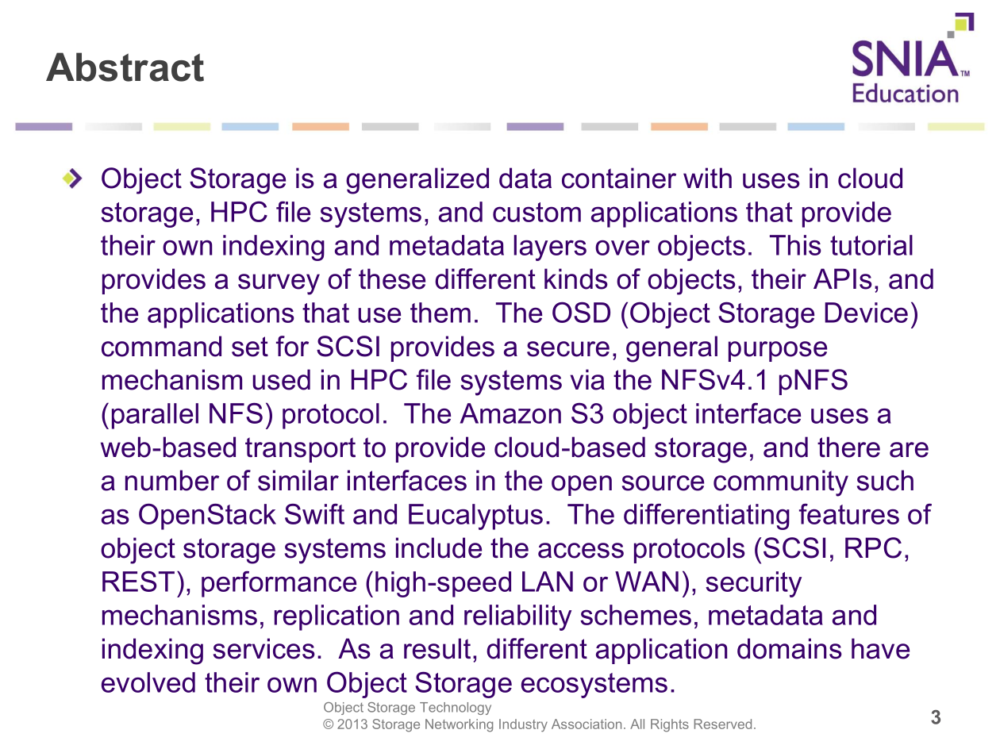 Abstract
SNIA™
Education
Object Storage is a generalized data container with uses in cloud
storage, HPC file systems, and custom applications that provide
their own indexing and metadata layers over objects.  This tutorial
provides a survey of these different kinds of objects, their APIs, and
the applications that use them.  The OSD (Object Storage Device)
command set for SCSI provides a secure, general purpose
mechanism used in HPC file systems via the NFSv4.1 pNFS
(parallel NFS) protocol.  The Amazon S3 object interface uses a
web-based transport to provide cloud-based storage, and there are
a number of similar interfaces in the open source community such
as OpenStack Swift and Eucalyptus.  The differentiating features of
object storage systems include the access protocols (SCSI, RPC,
REST), performance (high-speed LAN or WAN), security
mechanisms, replication and reliability schemes, metadata and
indexing services.  As a result, different application domains have
evolved their own Object Storage ecosystems.
Object Storage Technology
© 2013 Storage Networking Industry Association. All Rights Reserved.
3